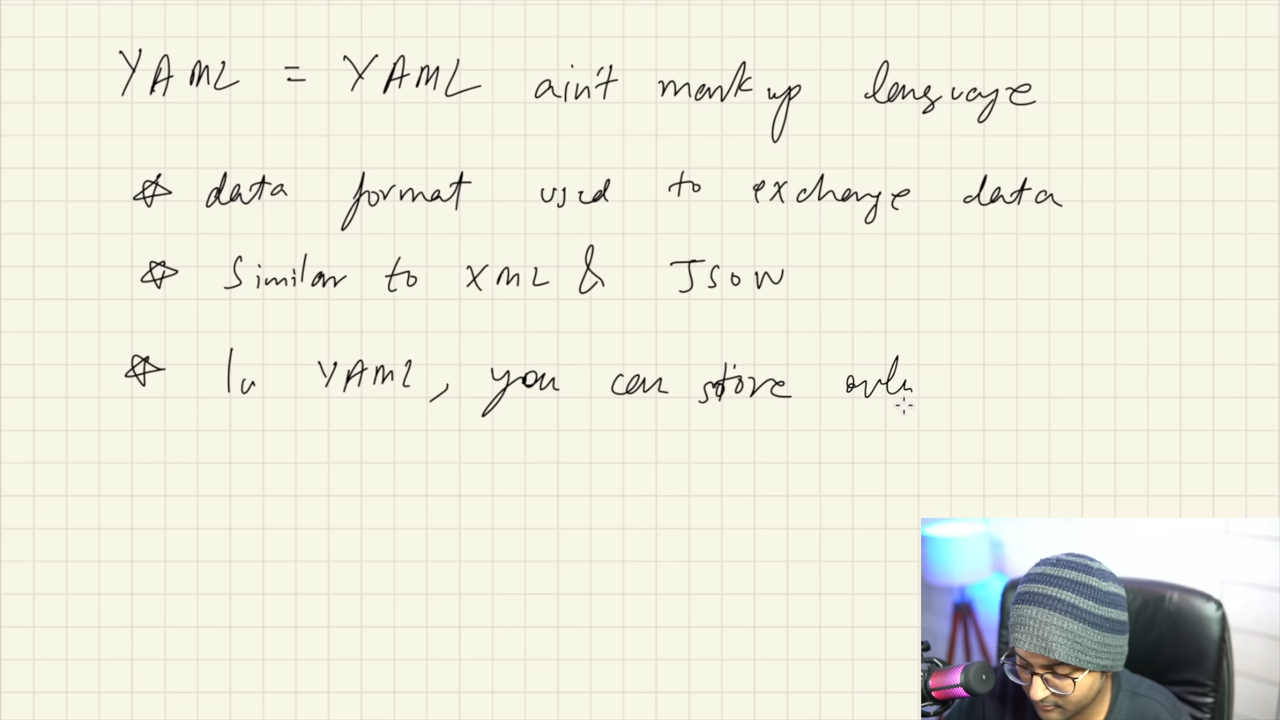 YAML = YAML ain't markup language
☆ data format used to exchange data
☆ Similar to XML & JSON
☆ In YAML, you can store